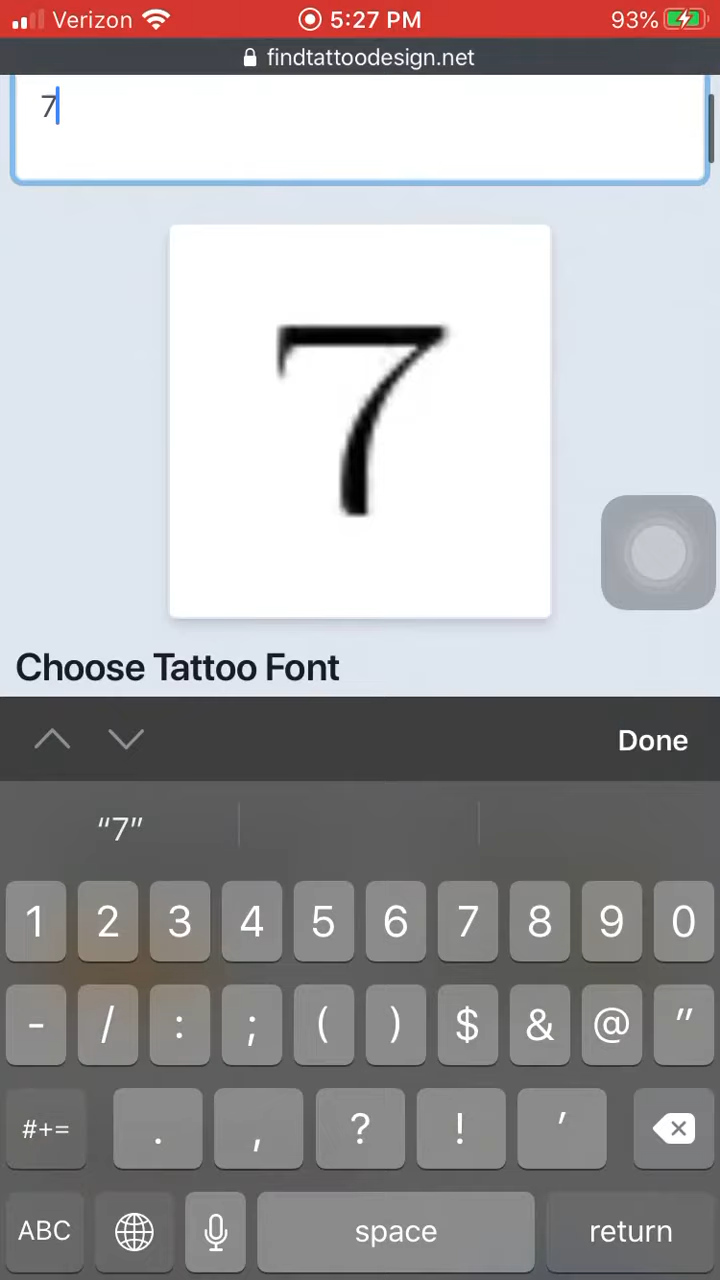 Verizon 5:27 PM 93%
findtattoodesign.net
7
7
Choose Tattoo Font
Done
“7”
1 2 3 4 5 6 7 8 9 0
- / : ; ( ) $ & @ "
#+= . , ? ! '
ABC space return